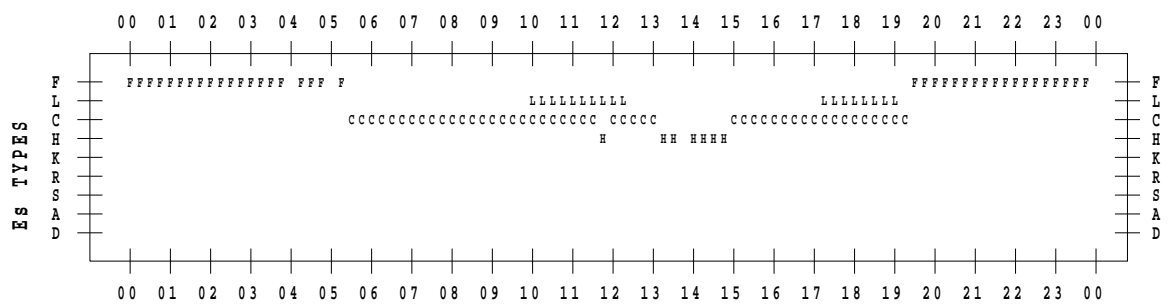 00 01 02 03 04 05 06 07 08 09 10 11 12 13 14 15 16 17 18 19 20 21 22 23 00
F FFFFFFFFFFFFFFFF FFF F FFFFFFFFFFFFFFFFFF F
L LLLLLLLLLL LLLLLLLL L
C CCCCCCCCCCCCCCCCCCCCCCCCC CCCCC CCCCCCCCCCCCCCCCCC C
H H HH HHHH H
K K
R R
S S
A A
D D
Es TYPES
00 01 02 03 04 05 06 07 08 09 10 11 12 13 14 15 16 17 18 19 20 21 22 23 00